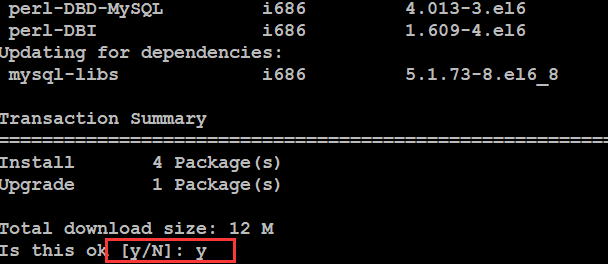 perl-DBD-MySQL i686 4.013-3.el6
perl-DBI i686 1.609-4.el6
Updating for dependencies:
mysql-libs i686 5.1.73-8.el6_8
Transaction Summary
================================================================
Install 4 Package(s)
Upgrade 1 Package(s)
Total download size: 12 M
Is this ok [y/N]: y